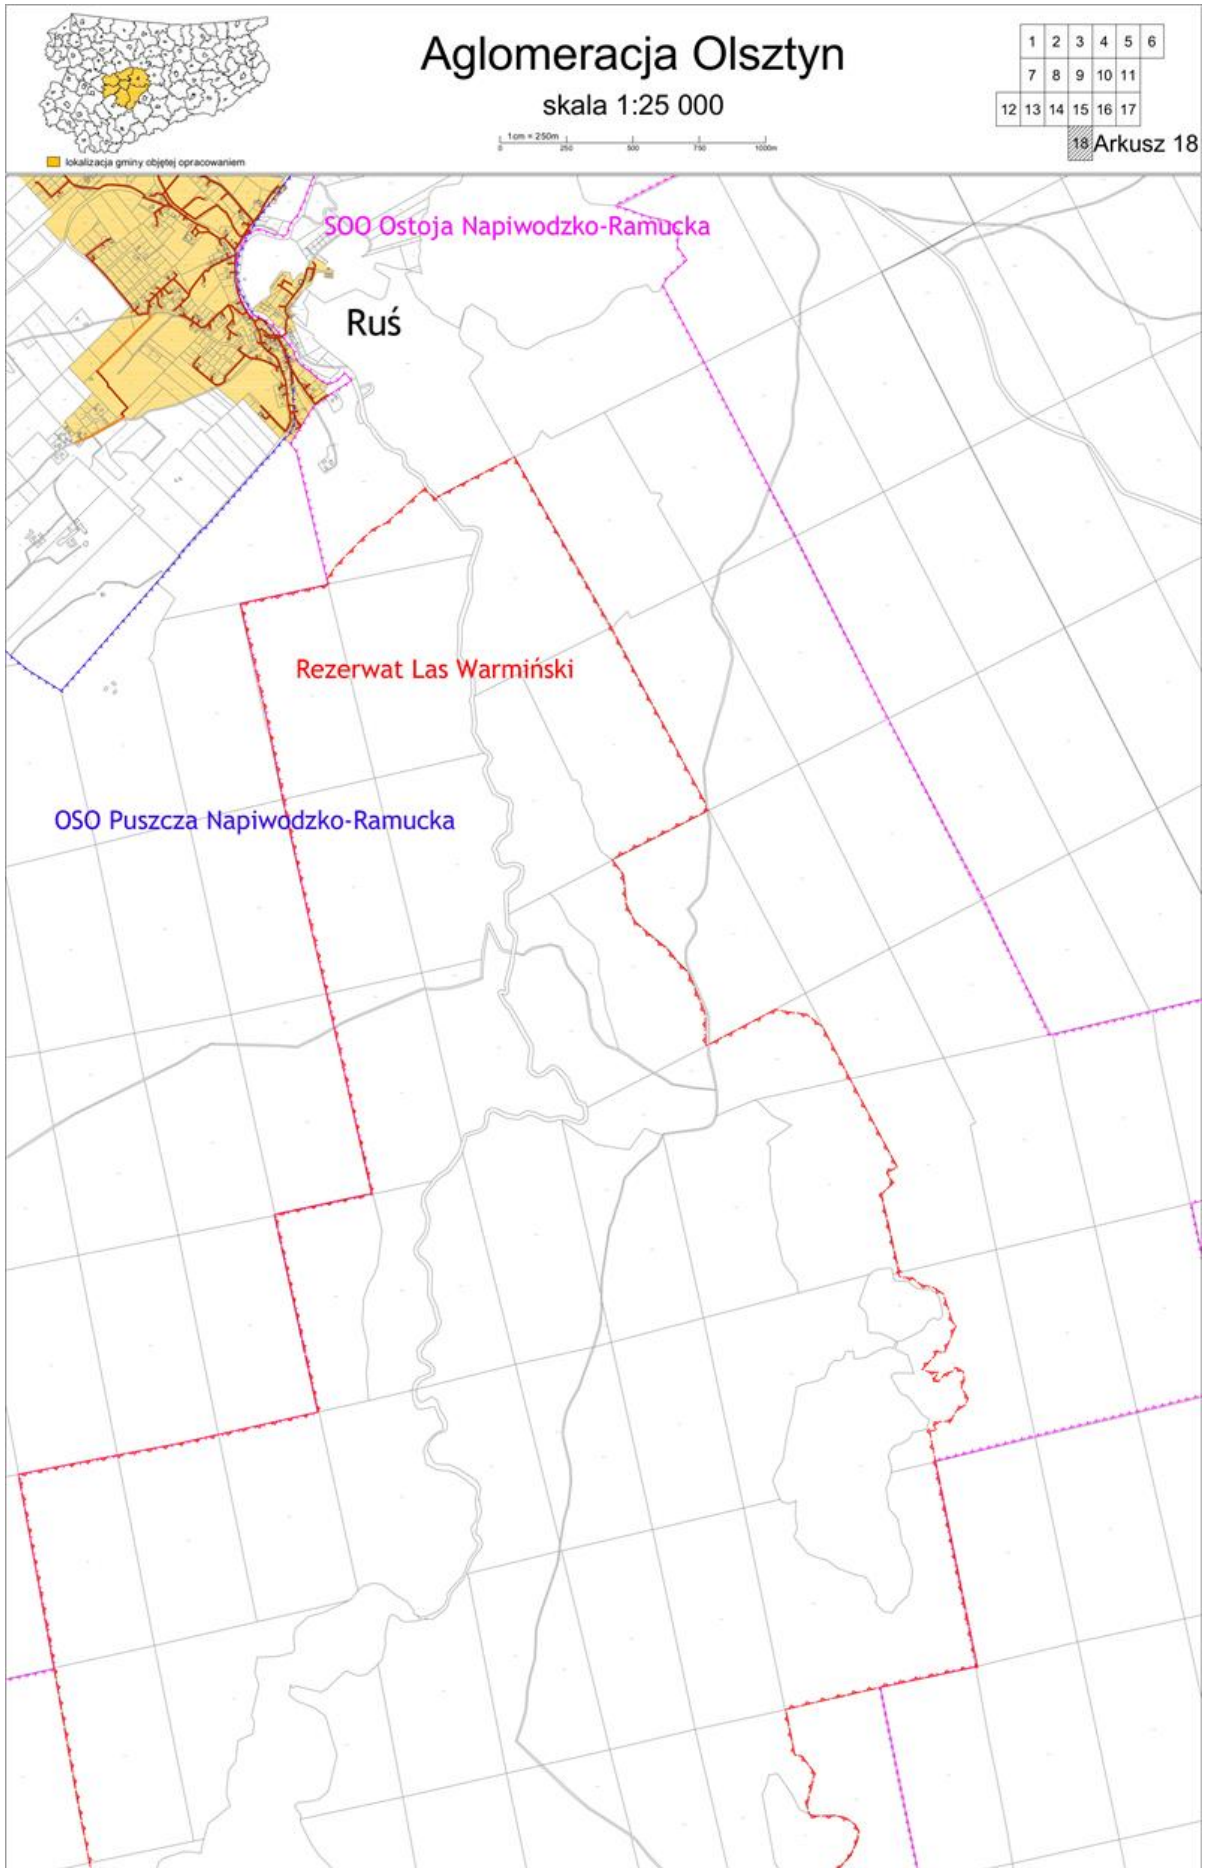 Aglomeracja Olsztyn
skala 1:25 000
1cm = 250m
0 250 500 750 1000m
lokalizacja gminy objętej opracowaniem
1 2 3 4 5 6
7 8 9 10 11
12 13 14 15 16 17
18 Arkusz 18
SOO Ostoja Napiwodzko-Ramucka
Ruś
Rezerwat Las Warmiński
OSO Puszcza Napiwodzko-Ramucka